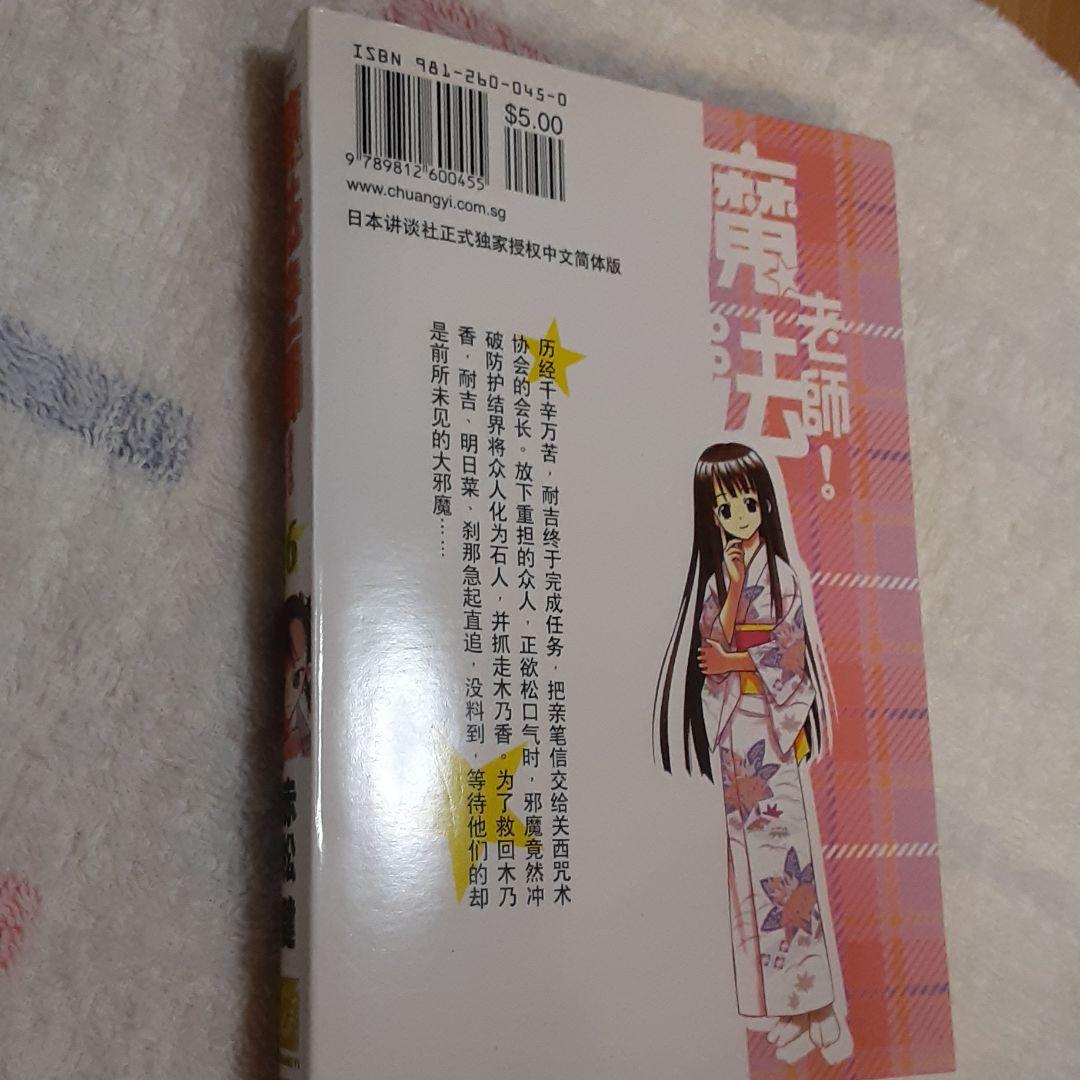 ISBN 981-260-045-0
$5.00
9 789812 600455
www.chuangyi.com.sg
日本讲谈社正式独家授权中文简体版
魔法
老師!
历经千辛万苦，耐吉终于完成任务，把亲笔信交给关西咒术
协会的会长。放下重担的众人，正欲松口气时，邪魔竟然冲
破防护结界将众人化为石人，并抓走木乃香。为了救回木乃
香，耐吉、明日菜、刹那急起直追，没料到，等待他们的却
是前所未见的大邪魔……
6
赤松健